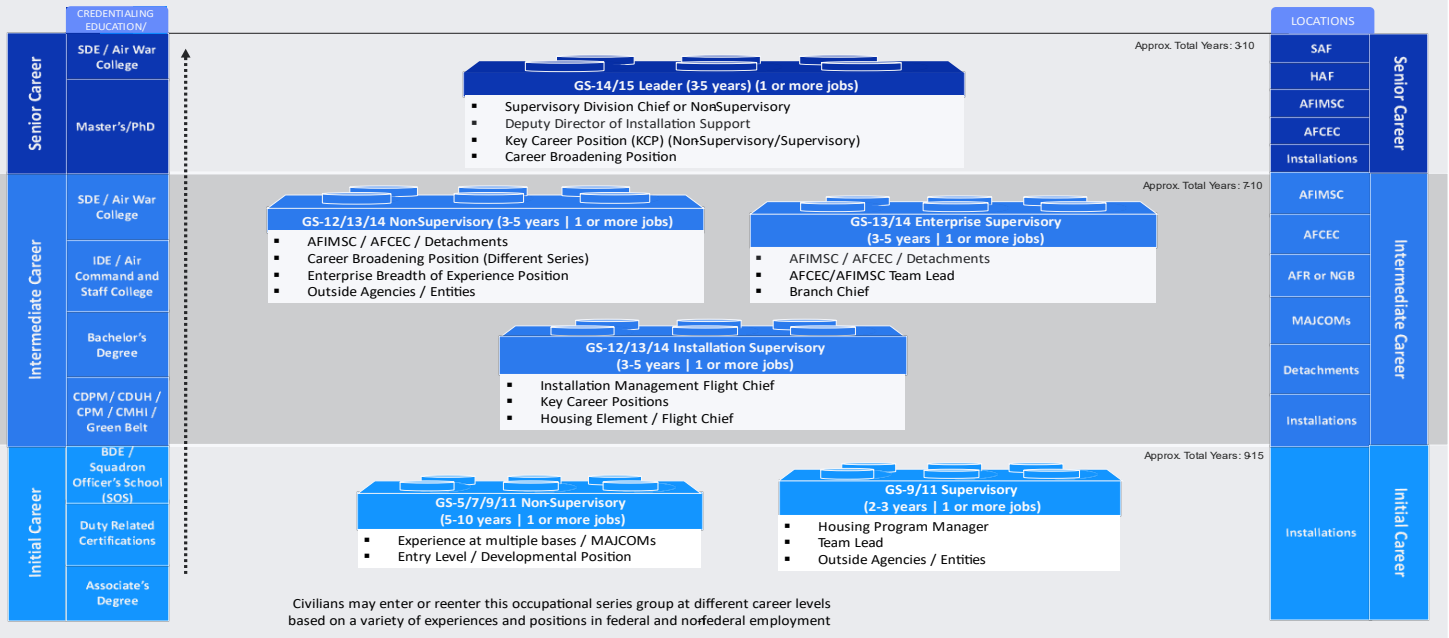 CREDENTIALING
EDUCATION/
LOCATIONS
Senior Career
SDE / Air War
College
Master's/PhD
Approx. Total Years: 3-10
GS-14/15 Leader (3-5 years) (1 or more jobs)
▪ Supervisory Division Chief or Non-Supervisory
▪ Deputy Director of Installation Support
▪ Key Career Position (KCP) (Non-Supervisory/Supervisory)
▪ Career Broadening Position
SAF
HAF
AFIMSC
AFCEC
Installations
Senior Career
Intermediate Career
SDE / Air War
College
IDE / Air
Command and
Staff College
Bachelor's
Degree
CDPM / CDUH /
CPM / CMHI /
Green Belt
Approx. Total Years: 7-10
GS-12/13/14 Non-Supervisory (3-5 years | 1 or more jobs)
▪ AFIMSC / AFCEC / Detachments
▪ Career Broadening Position (Different Series)
▪ Enterprise Breadth of Experience Position
▪ Outside Agencies / Entities
GS-13/14 Enterprise Supervisory
(3-5 years | 1 or more jobs)
▪ AFIMSC / AFCEC / Detachments
▪ AFCEC/AFIMSC Team Lead
▪ Branch Chief
GS-12/13/14 Installation Supervisory
(3-5 years | 1 or more jobs)
▪ Installation Management Flight Chief
▪ Key Career Positions
▪ Housing Element / Flight Chief
AFIMSC
AFCEC
AFR or NGB
MAJCOMs
Detachments
Installations
Intermediate Career
Initial Career
BDE /
Squadron
Officer's School
(SOS)
Duty Related
Certifications
Associate's
Degree
Approx. Total Years: 9-15
GS-5/7/9/11 Non-Supervisory
(5-10 years | 1 or more jobs)
▪ Experience at multiple bases / MAJCOMs
▪ Entry Level / Developmental Position
GS-9/11 Supervisory
(2-3 years | 1 or more jobs)
▪ Housing Program Manager
▪ Team Lead
▪ Outside Agencies / Entities
Installations
Initial Career
Civilians may enter or reenter this occupational series group at different career levels
based on a variety of experiences and positions in federal and non-federal employment